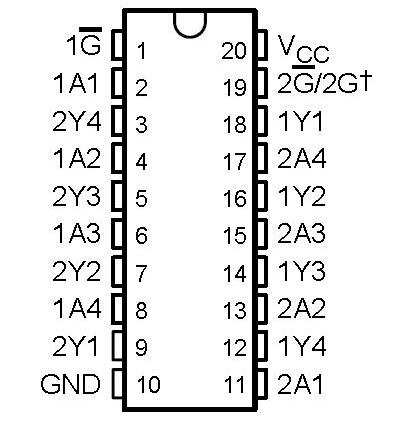 1G̅ 1 20 VCC
1A1 2 19 2G̅/2G†
2Y4 3 18 1Y1
1A2 4 17 2A4
2Y3 5 16 1Y2
1A3 6 15 2A3
2Y2 7 14 1Y3
1A4 8 13 2A2
2Y1 9 12 1Y4
GND 10 11 2A1